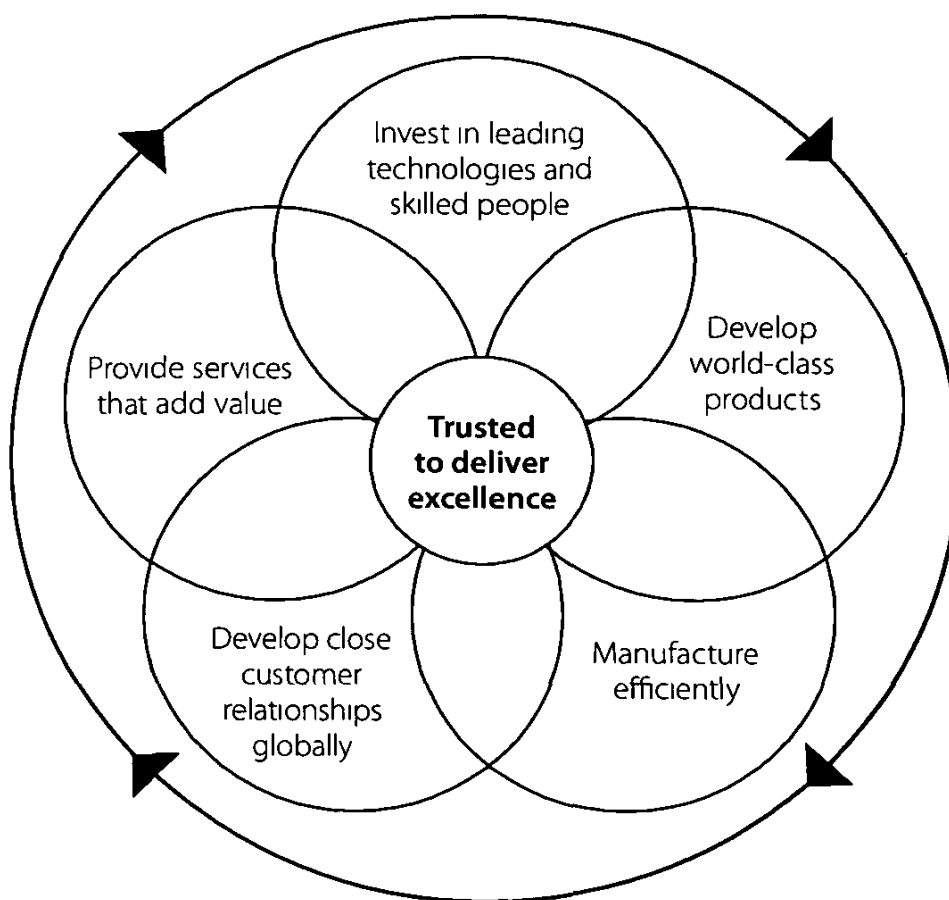 Invest in leading
technologies and
skilled people
Develop
world-class
products
Manufacture
efficiently
Develop close
customer
relationships
globally
Provide services
that add value
Trusted
to deliver
excellence